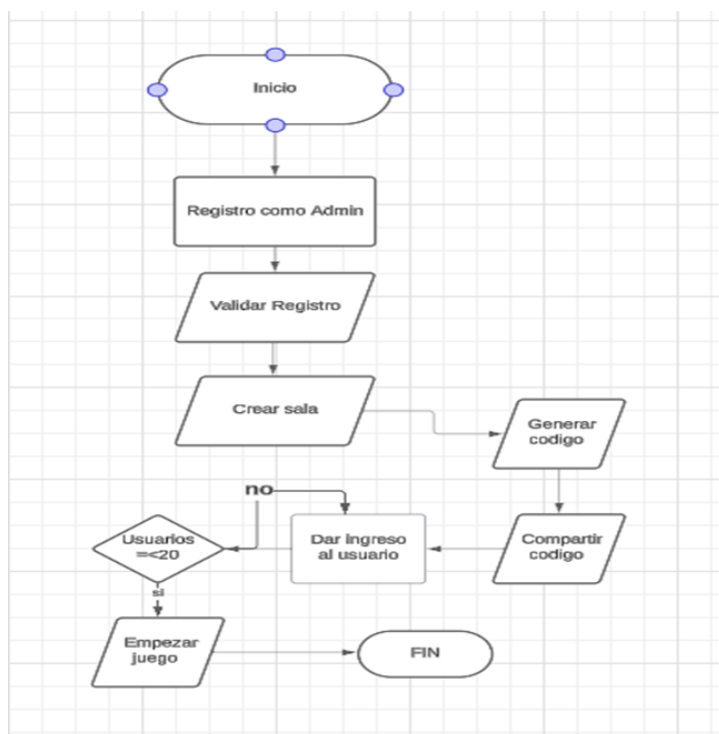 Inicio
Registro como Admin
Validar Registro
Crear sala
Generar
codigo
Compartir
codigo
Dar ingreso
al usuario
no
Usuarios
=<20
si
Empezar
juego
FIN